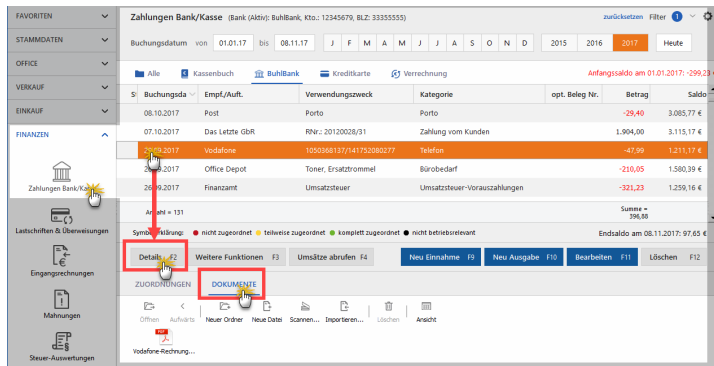 FAVORITEN
STAMMDATEN
OFFICE
VERKAUF
EINKAUF
FINANZEN
Zahlungen Bank/Kasse
Lastschriften & Überweisungen
Eingangsrechnungen
Mahnungen
Steuer-Auswertungen
Zahlungen Bank/Kasse (Bank (Aktiv): BuhlBank, Kto.: 12345679, BLZ: 33355555) zurücksetzen Filter 1
Buchungsdatum von 01.01.17 bis 08.11.17 J F M A M J J A S O N D 2015 2016 2017 Heute
Alle Kassenbuch BuhlBank Kreditkarte Verrechnung Anfangssaldo am 01.01.2017: -299,23
S Buchungsda Empf./Auft. Verwendungszweck Kategorie opt. Beleg Nr. Betrag Saldo
08.10.2017 Post Porto Porto -29,40 3.085,77 €
07.10.2017 Das Letzte GbR RNr.: 20120028/31 Zahlung vom Kunden 1.904,00 3.115,17 €
29.09.2017 Vodafone 1050368137/141752080277 Telefon -47,99 1.211,17 €
.2017 Office Depot Toner, Ersatztrommel Bürobedarf -210,05 1.580,39 €
26.09.2017 Finanzamt Umsatzsteuer Umsatzsteuer-Vorauszahlungen -321,23 1.259,16 €
Anzahl = 131 Summe =
396,88
Symbolerklärung: nicht zugeordnet teilweise zugeordnet komplett zugeordnet nicht betriebsrelevant Endsaldo am 08.11.2017: 97,65 €
Details F2 Weitere Funktionen F3 Umsätze abrufen F4 Neu Einnahme F9 Neu Ausgabe F10 Bearbeiten F11 Löschen F12
ZUORDNUNGEN DOKUMENTE
Öffnen Aufwärts Neuer Ordner Neue Datei Scannen... Importieren... Löschen Ansicht
PDF
Vodafone-Rechnung...